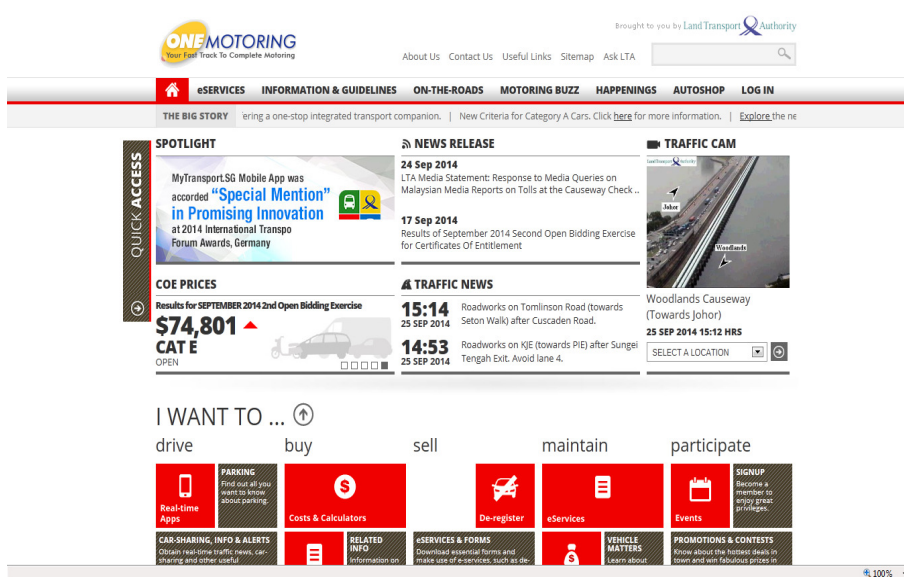 Brought to you by Land Transport Authority
ONE MOTORING
Your Fast Track To Complete Motoring
About Us Contact Us Useful Links Sitemap Ask LTA
eSERVICES INFORMATION & GUIDELINES ON-THE-ROADS MOTORING BUZZ HAPPENINGS AUTOSHOP LOG IN
THE BIG STORY ering a one-stop integrated transport companion. | New Criteria for Category A Cars. Click here for more information. | Explore the ne
QUICK ACCESS
SPOTLIGHT
MyTransport.SG Mobile App was
accorded “Special Mention”
in Promising Innovation
at 2014 International Transpo
Forum Awards, Germany
NEWS RELEASE
24 Sep 2014
LTA Media Statement: Response to Media Queries on
Malaysian Media Reports on Tolls at the Causeway Check ..
17 Sep 2014
Results of September 2014 Second Open Bidding Exercise
for Certificates Of Entitlement
TRAFFIC CAM
Land Transport Authority
Johor
Woodlands
Woodlands Causeway
(Towards Johor)
25 SEP 2014 15:12 HRS
SELECT A LOCATION
COE PRICES
Results for SEPTEMBER 2014 2nd Open Bidding Exercise
$74,801
CAT E
OPEN
TRAFFIC NEWS
15:14
25 SEP 2014
Roadworks on Tomlinson Road (towards
Seton Walk) after Cuscaden Road.
14:53
25 SEP 2014
Roadworks on KJE (towards PIE) after Sungei
Tengah Exit. Avoid lane 4.
I WANT TO ...
drive buy sell maintain participate
Real-time
Apps
PARKING
Find out all you
want to know
about parking.
Costs & Calculators
De-register
eServices
Events
SIGNUP
Become a
member to
enjoy great
privileges.
CAR-SHARING, INFO & ALERTS
Obtain real-time traffic news, car-
sharing and other useful
RELATED
INFO
Information on
eSERVICES & FORMS
Download essential forms and
make use of e-services, such as de-
VEHICLE
MATTERS
Learn about
PROMOTIONS & CONTESTS
Know about the hottest deals in
town and win fabulous prizes in
100%